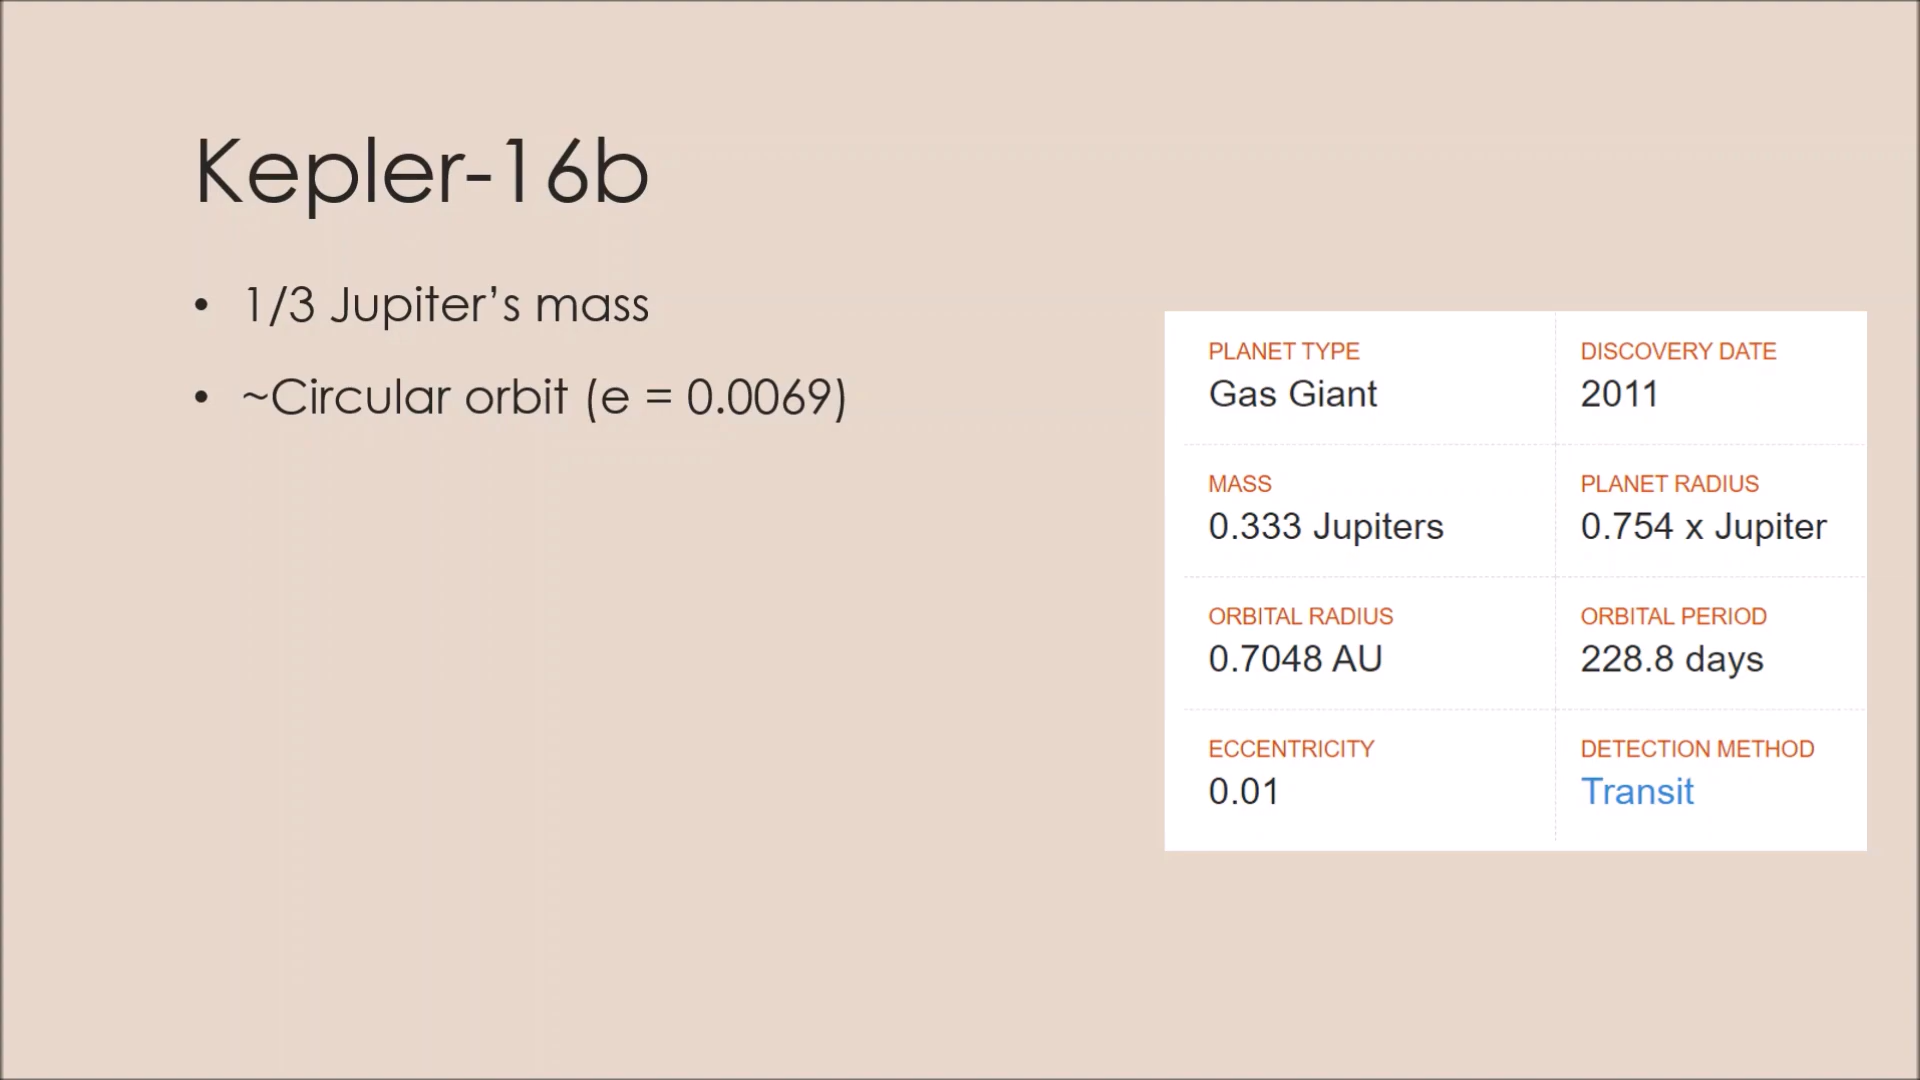 Kepler-16b
• 1/3 Jupiter’s mass
• ~Circular orbit (e = 0.0069)
PLANET TYPE
Gas Giant
DISCOVERY DATE
2011
MASS
0.333 Jupiters
PLANET RADIUS
0.754 x Jupiter
ORBITAL RADIUS
0.7048 AU
ORBITAL PERIOD
228.8 days
ECCENTRICITY
0.01
DETECTION METHOD
Transit